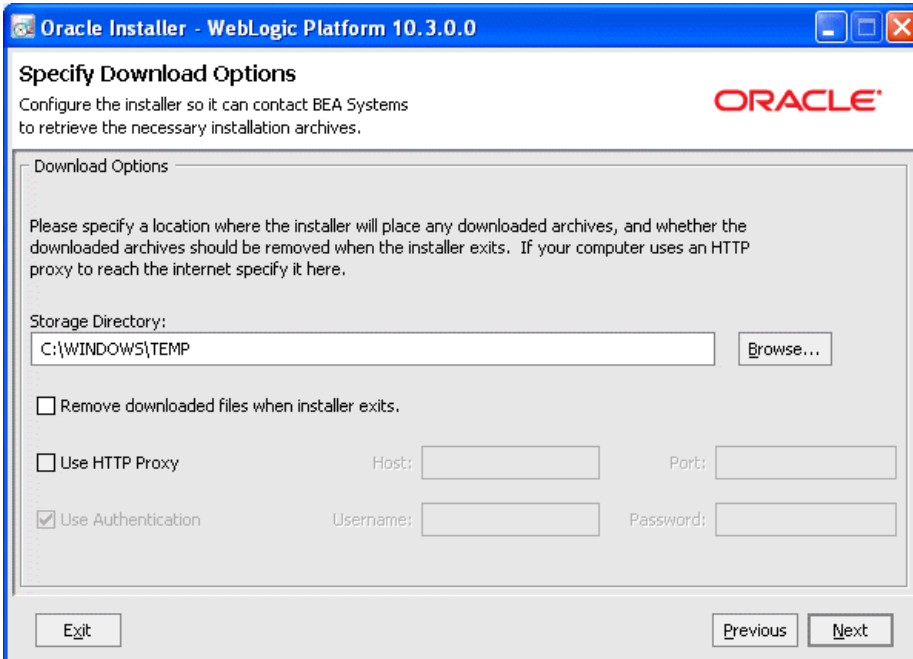 Oracle Installer - WebLogic Platform 10.3.0.0
Specify Download Options
Configure the installer so it can contact BEA Systems
to retrieve the necessary installation archives.
ORACLE
Download Options
Please specify a location where the installer will place any downloaded archives, and whether the
downloaded archives should be removed when the installer exits. If your computer uses an HTTP
proxy to reach the internet specify it here.
Storage Directory:
C:\WINDOWS\TEMP Browse...
Remove downloaded files when installer exits.
Use HTTP Proxy Host: Port:
Use Authentication Username: Password:
Exit Previous Next